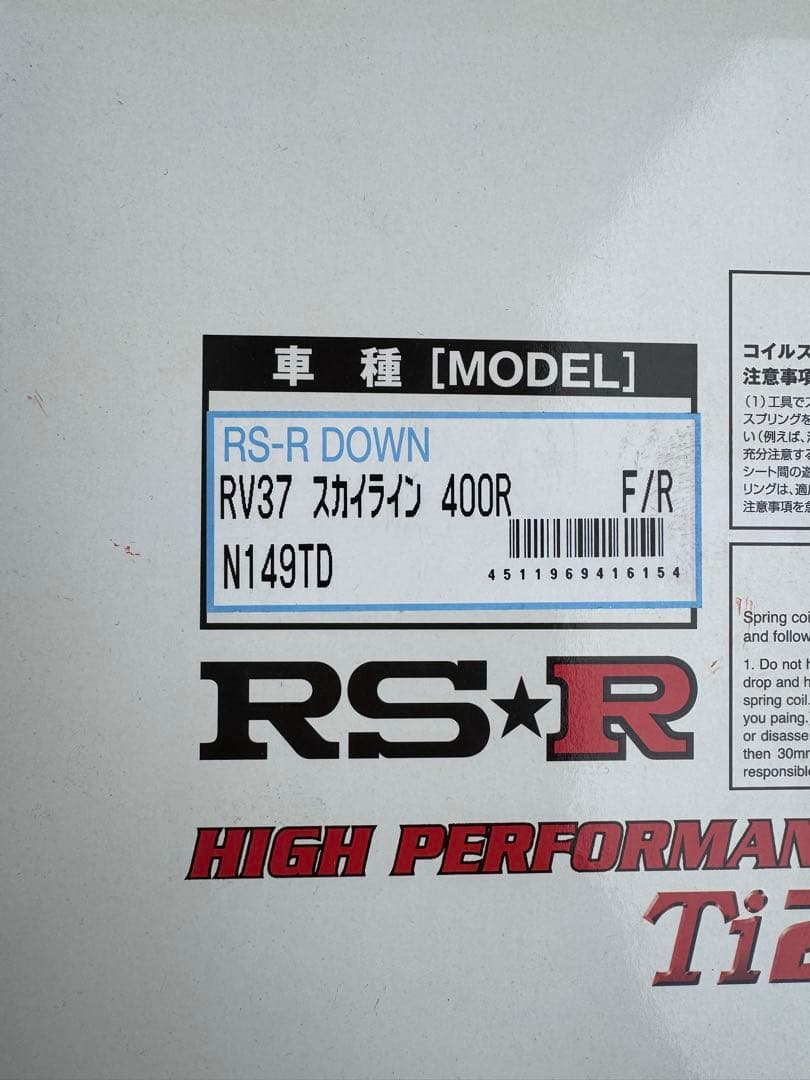 車 種 [MODEL]
RS-R DOWN
RV37 スカイライン 400R F/R
N149TD
4511969416154
RS★R
HIGH PERFORMAN
Ti2
コイルス
注意事項
(1)工具でス
スプリングを
い(例えば、
充分注意す
シート間の遊
リングは、適
注意事項を
Spring coi
and follow
1. Do not h
drop and h
spring coil.
you paing.
or disasse
then 30mm
responsible